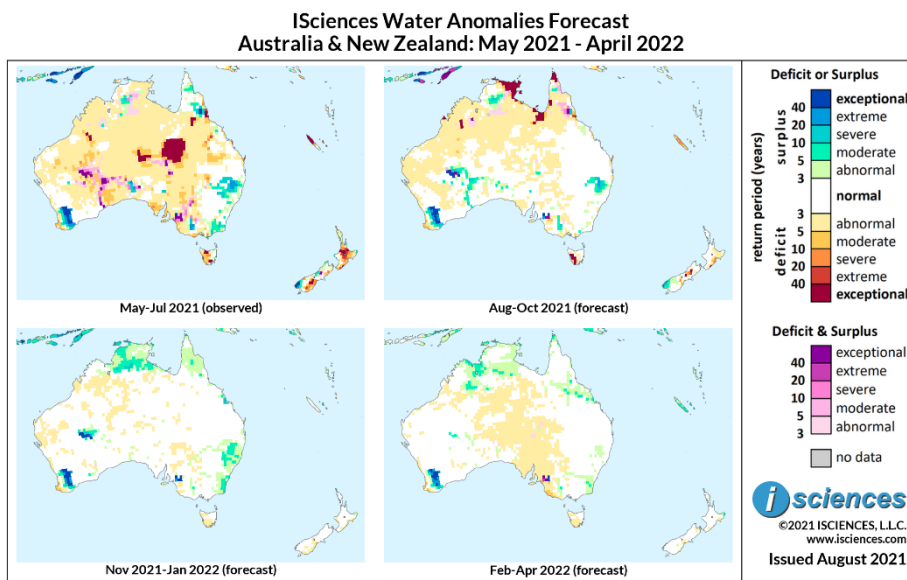 ISciences Water Anomalies Forecast
Australia & New Zealand: May 2021 - April 2022
May-Jul 2021 (observed)
Aug-Oct 2021 (forecast)
Nov 2021-Jan 2022 (forecast)
Feb-Apr 2022 (forecast)
Deficit or Surplus
return period (years)
surplus
deficit
exceptional
40
extreme
20
severe
10
moderate
5
abnormal
3
normal
3
abnormal
5
moderate
10
severe
20
extreme
40
exceptional
Deficit & Surplus
exceptional
40
extreme
20
severe
10
moderate
5
abnormal
3
no data
i sciences
©2021 ISCIENCES, L.L.C.
www.isciences.com
Issued August 2021